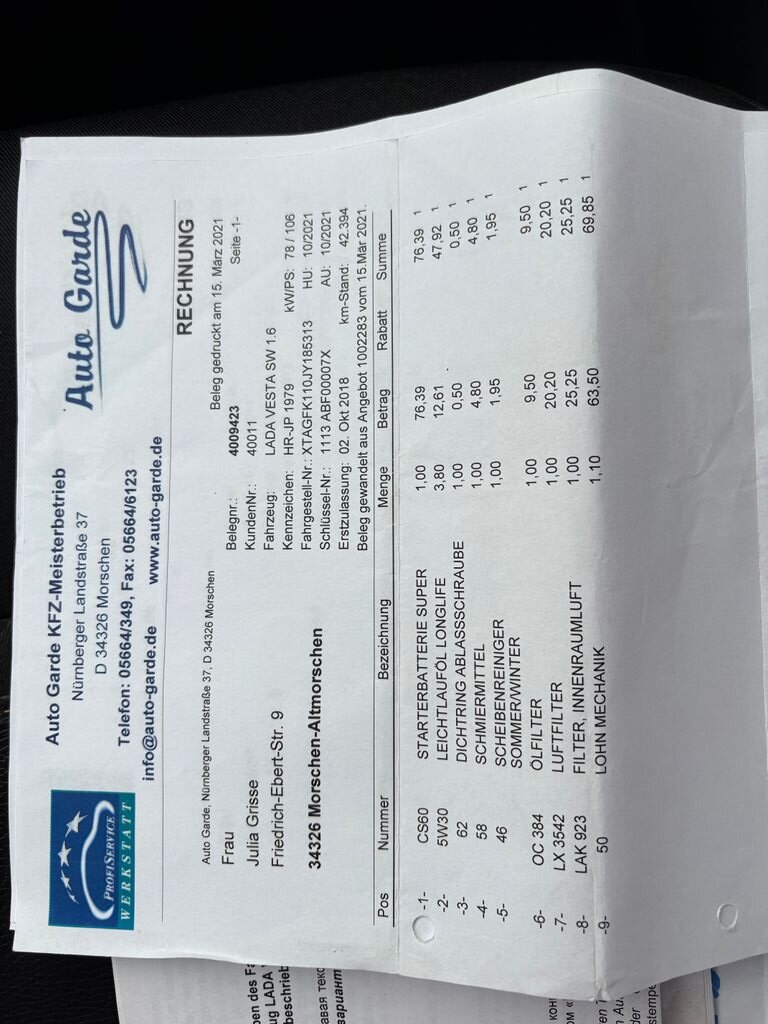 PROFISERVICE
WERKSTATT
Auto Garde KFZ-Meisterbetrieb
Nürnberger Landstraße 37
D 34326 Morschen
Telefon: 05664/349, Fax: 05664/6123
info@auto-garde.de www.auto-garde.de
Auto Garde
RECHNUNG
Beleg gedruckt am 15. März 2021
Auto Garde, Nürnberger Landstraße 37, D 34326 Morschen
Frau
Julia Grisse
Friedrich-Ebert-Str. 9
34326 Morschen-Altmorschen
Belegnr.: 4009423 Seite -1-
KundenNr.: 40011
Fahrzeug: LADA VESTA SW 1.6
Kennzeichen: HR-JP 1979 kW/PS: 78 / 106
Fahrgestell-Nr.: XTAGFK110JY185313 HU: 10/2021
Schlüssel-Nr.: 1113 ABF00007X AU: 10/2021
Erstzulassung: 02. Okt 2018 km-Stand: 42.394
Beleg gewandelt aus Angebot 1002283 vom 15.Mär 2021.
Pos Nummer Bezeichnung Menge Betrag Rabatt Summe
-1- CS60 STARTERBATTERIE SUPER 1,00 76,39 76,39 1
-2- 5W30 LEICHTLAUFÖL LONGLIFE 3,80 12,61 47,92 1
-3- 62 DICHTRING ABLASSSCHRAUBE 1,00 0,50 0,50 1
-4- 58 SCHMIERMITTEL 1,00 4,80 4,80 1
-5- 46 SCHEIBENREINIGER 1,00 1,95 1,95 1
SOMMER/WINTER
-6- OC 384 ÖLFILTER 1,00 9,50 9,50 1
-7- LX 3542 LUFTFILTER 1,00 20,20 20,20 1
-8- LAK 923 FILTER, INNENRAUMLUFT 1,00 25,25 25,25 1
-9- 50 LOHN MECHANIK 1,10 63,50 69,85 1
ben des
ug LADA
beschrieb
авая
вариант